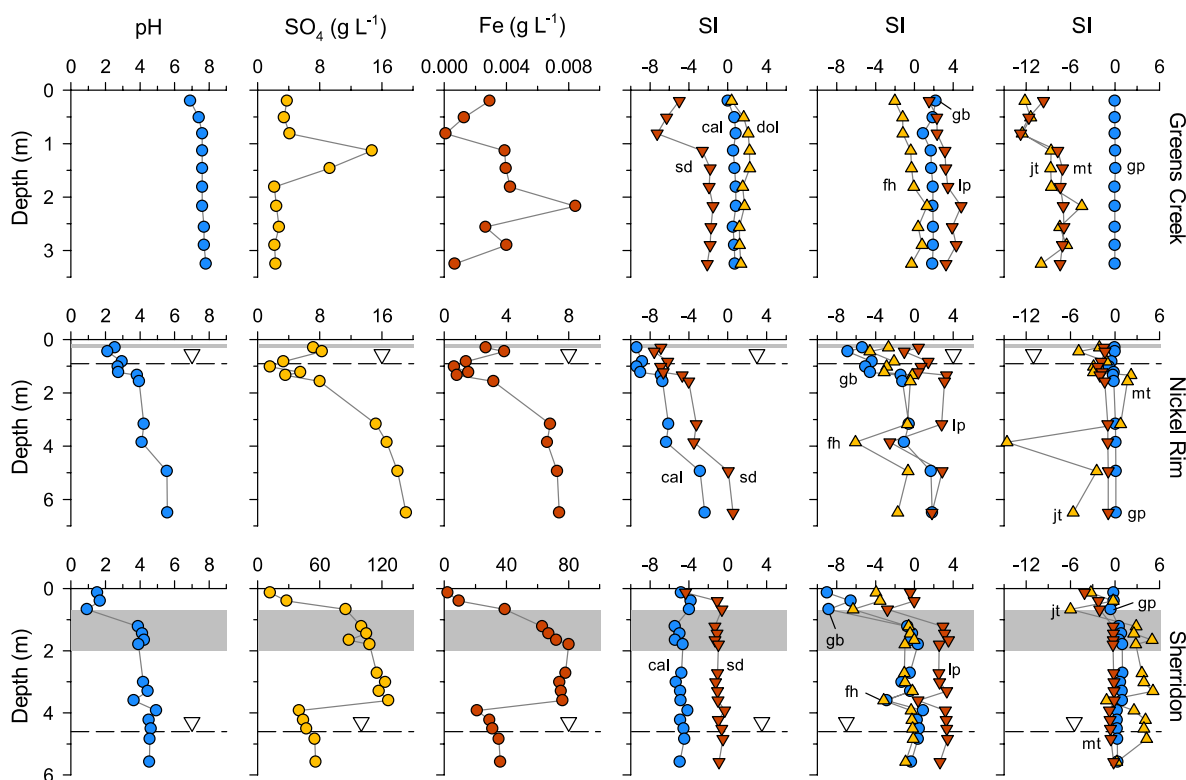 pH SO₄ (g L⁻¹) Fe (g L⁻¹) SI SI SI
0 2 4 6 8 0 8 16 0.000 0.004 0.008 -8 -4 0 4 -8 -4 0 4 -12 -6 0 6
0
1
2
3
Depth (m)
cal dol sd
gb fh lp
jt mt gp
Greens Creek
0 2 4 6 8 0 8 16 0 4 8 -8 -4 0 4 -8 -4 0 4 -12 -6 0 6
0
2
4
6
Depth (m)
cal sd
gb lp fh
mt jt gp
Nickel Rim
0 2 4 6 8 0 60 120 0 40 80 -8 -4 0 4 -8 -4 0 4 -12 -6 0 6
0
2
4
6
Depth (m)
cal sd
gb lp fh
jt gp mt
Sherridon